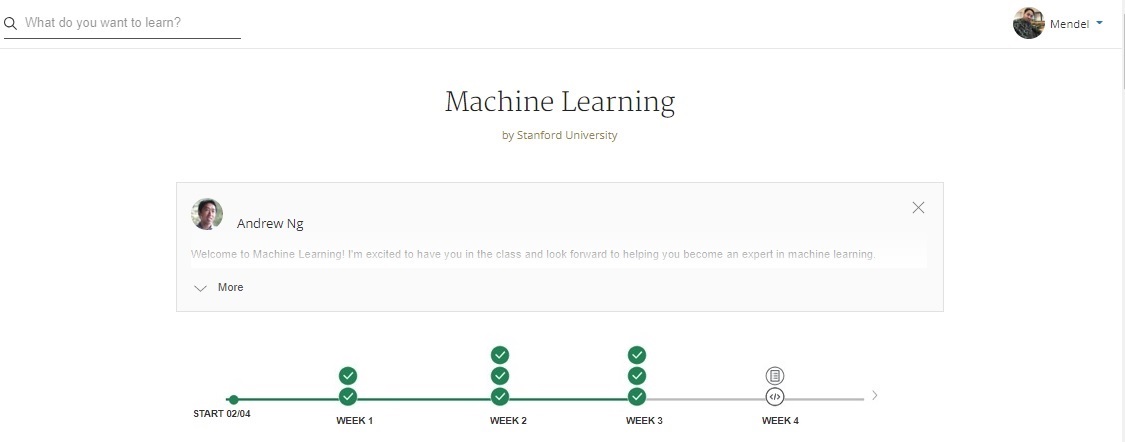 What do you want to learn?
Mendel
Machine Learning
by Stanford University
Andrew Ng
Welcome to Machine Learning! I'm excited to have you in the class and look forward to helping you become an expert in machine learning.
More
START 02/04
WEEK 1
WEEK 2
WEEK 3
WEEK 4